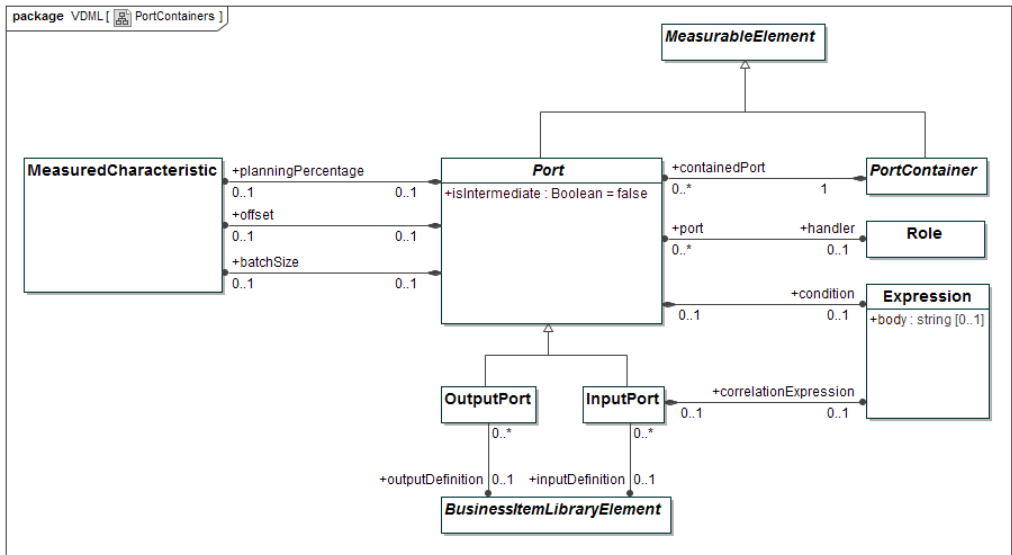 package VDML [ PortContainers ]
MeasurableElement
MeasuredCharacteristic
+planningPercentage
0..1
0..1
+offset
0..1
0..1
+batchSize
0..1
0..1
Port
+isIntermediate : Boolean = false
+containedPort
0..*
1
PortContainer
+port
+handler
0..*
0..1
Role
+condition
0..1
0..1
Expression
+body : string [0..1]
OutputPort
InputPort
+correlationExpression
0..1
0..1
0..*
0..*
+outputDefinition
0..1
+inputDefinition
0..1
BusinessItemLibraryElement